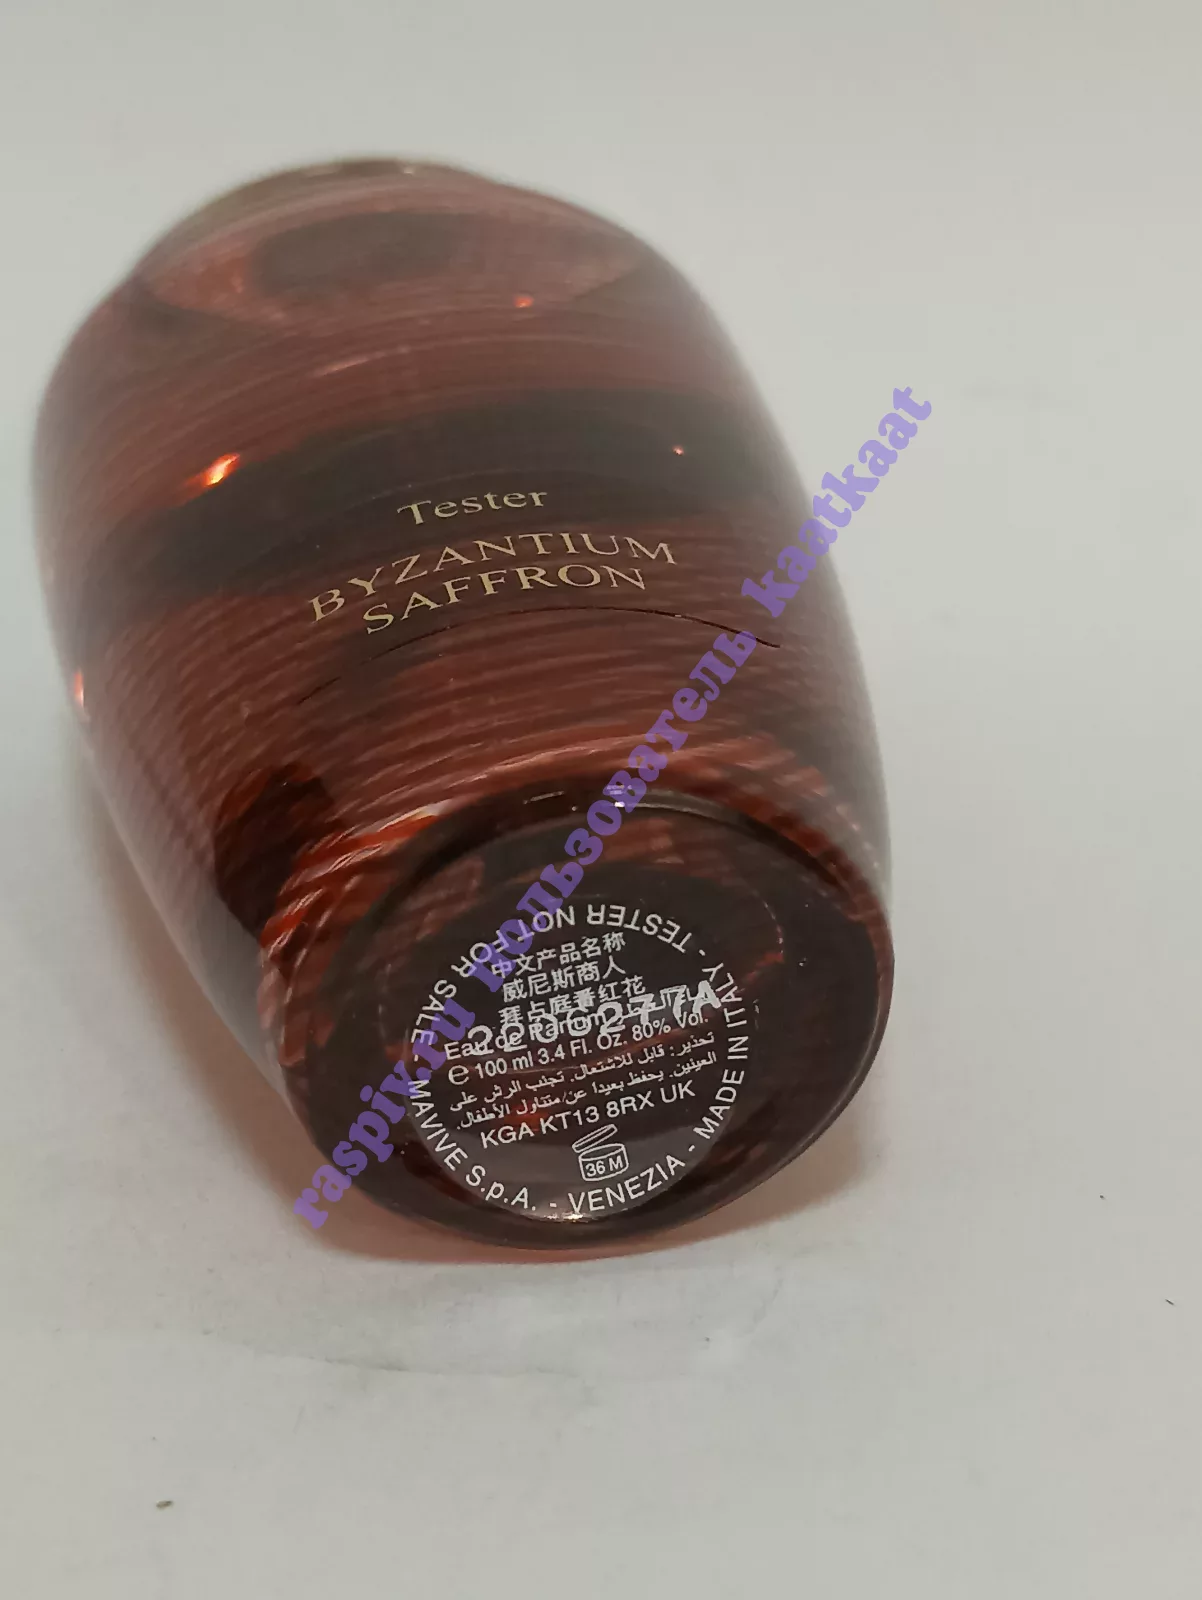 Tester
BYZANTIUM
SAFFRON
TESTER NOT FOR SALE - MAVIVE S.p.A. - VENEZIA - MADE IN ITALY -
中文产品名称
威尼斯商人
拜占庭番红花
Eau de Parfum
2206277A
e 100 ml 3.4 Fl. Oz. 80% Vol.
تحذير: قابل للاشتعال. تجنب الرش على
العينين. يحفظ بعيدا عن متناول الأطفال.
KGA KT13 8RX UK
36 M
raspiv.ru пользователь kaatkaat